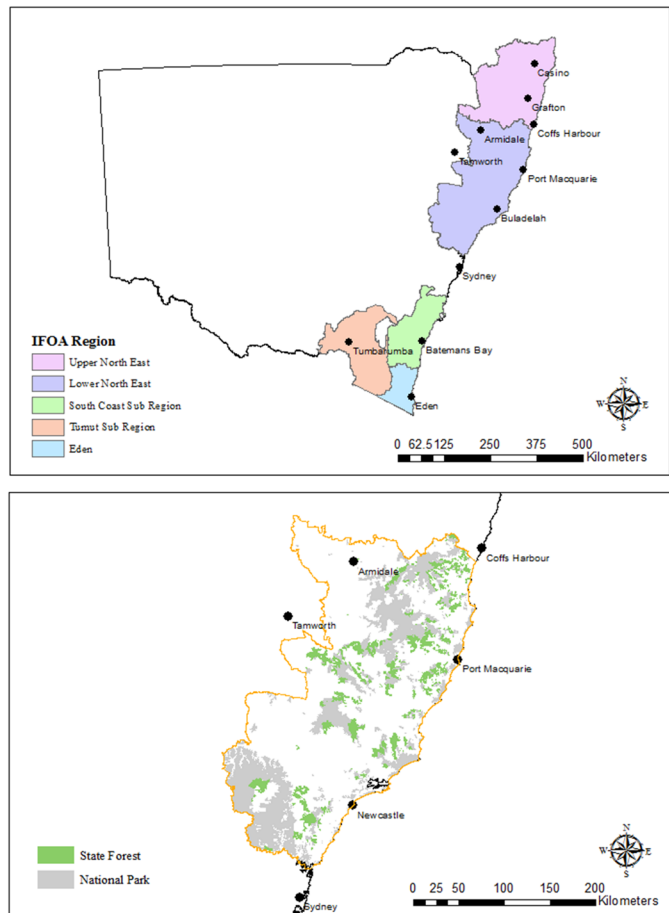 Casino
Grafton
Coffs Harbour
Armidale
Tamworth
Port Macquarie
Buladelah
Sydney
IFOA Region
Upper North East
Lower North East
South Coast Sub Region
Tumut Sub Region
Eden
Tumbarumba
Batemans Bay
Eden
N
W E
S
0 62.5 125 250 375 500
Kilometers
Coffs Harbour
Armidale
Tamworth
Port Macquarie
Newcastle
State Forest
National Park
Sydney
N
W E
S
0 25 50 100 150 200
Kilometers